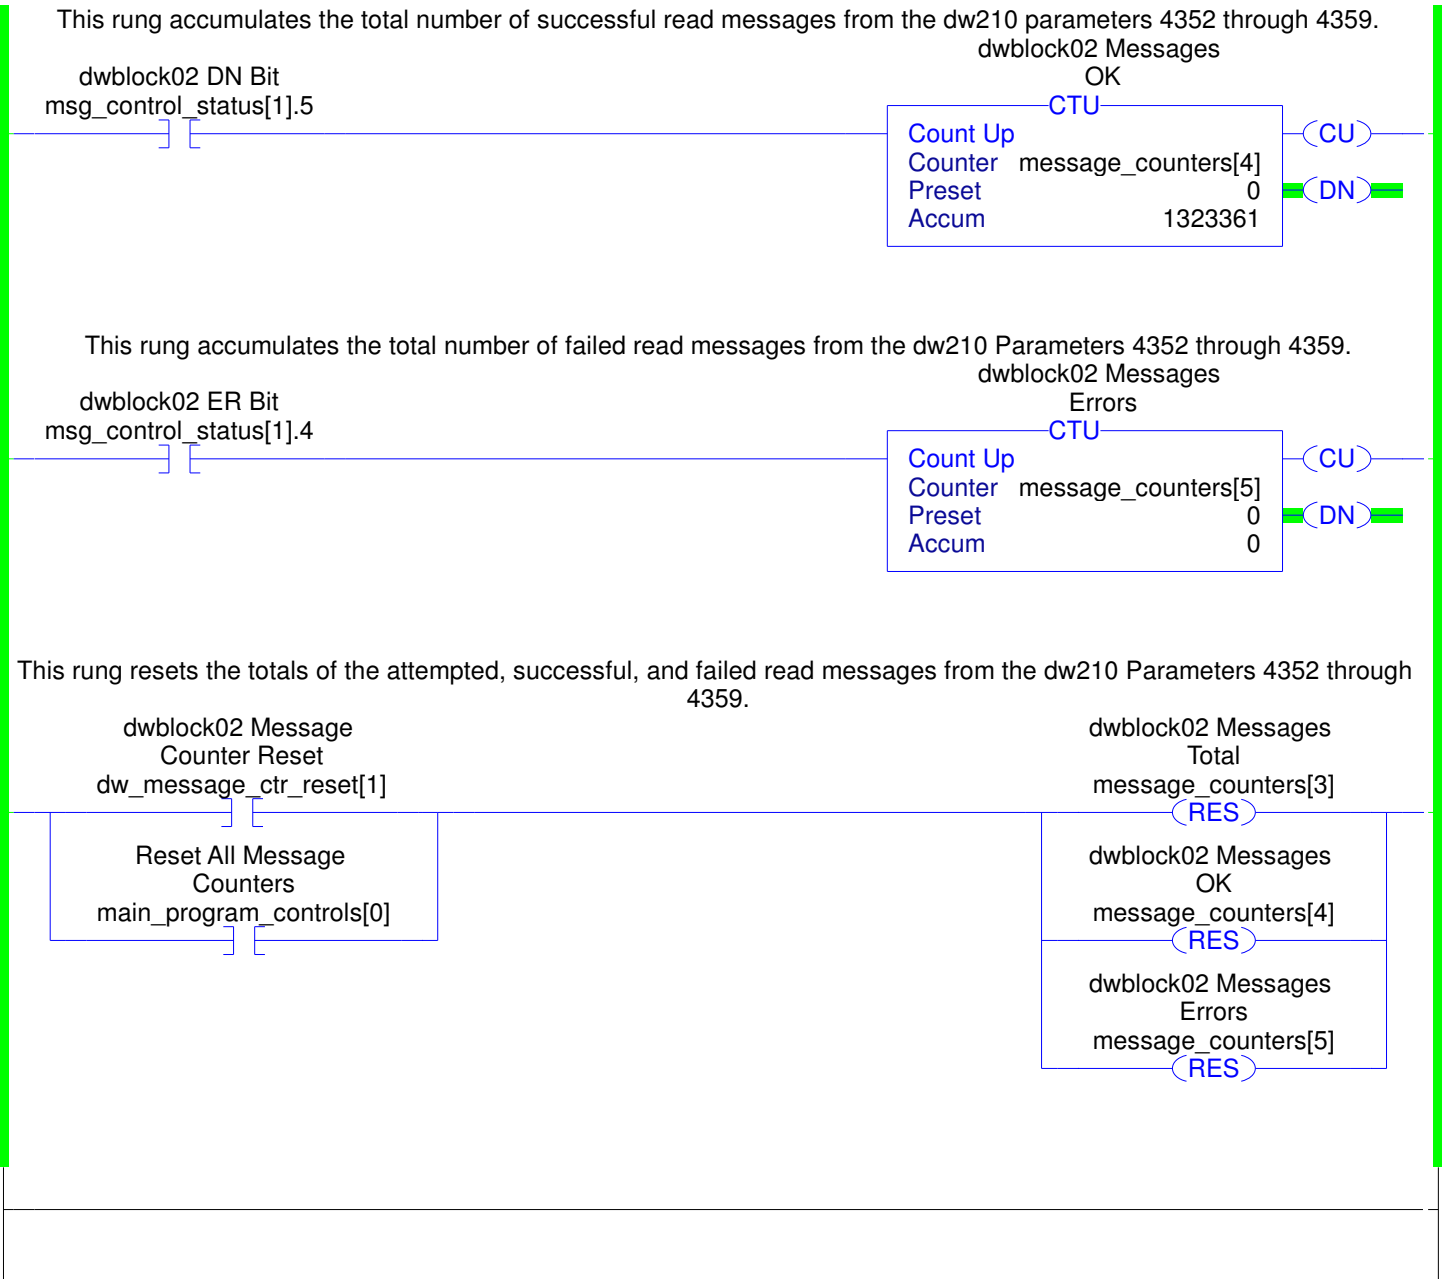 This rung accumulates the total number of successful read messages from the dw210 parameters 4352 through 4359.
dwblock02 Messages
OK
dwblock02 DN Bit
msg_control_status[1].5
CTU
Count Up
Counter message_counters[4]
Preset 0
Accum 1323361
CU
DN
This rung accumulates the total number of failed read messages from the dw210 Parameters 4352 through 4359.
dwblock02 Messages
Errors
dwblock02 ER Bit
msg_control_status[1].4
CTU
Count Up
Counter message_counters[5]
Preset 0
Accum 0
CU
DN
This rung resets the totals of the attempted, successful, and failed read messages from the dw210 Parameters 4352 through
4359.
dwblock02 Message
Counter Reset
dw_message_ctr_reset[1]
Reset All Message
Counters
main_program_controls[0]
dwblock02 Messages
Total
message_counters[3]
RES
dwblock02 Messages
OK
message_counters[4]
RES
dwblock02 Messages
Errors
message_counters[5]
RES